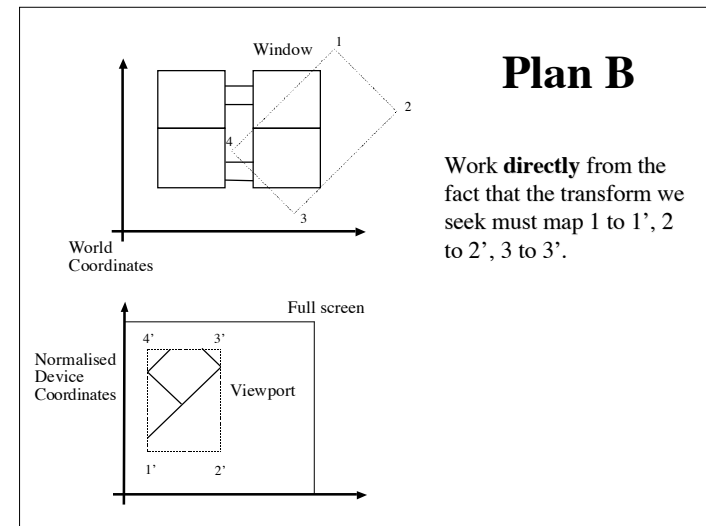 Plan B
Window
1
2
4
3
World
Coordinates
Work directly from the
fact that the transform we
seek must map 1 to 1’, 2
to 2’, 3 to 3’.
Full screen
4’ 3’
Normalised
Device
Coordinates
Viewport
1’ 2’